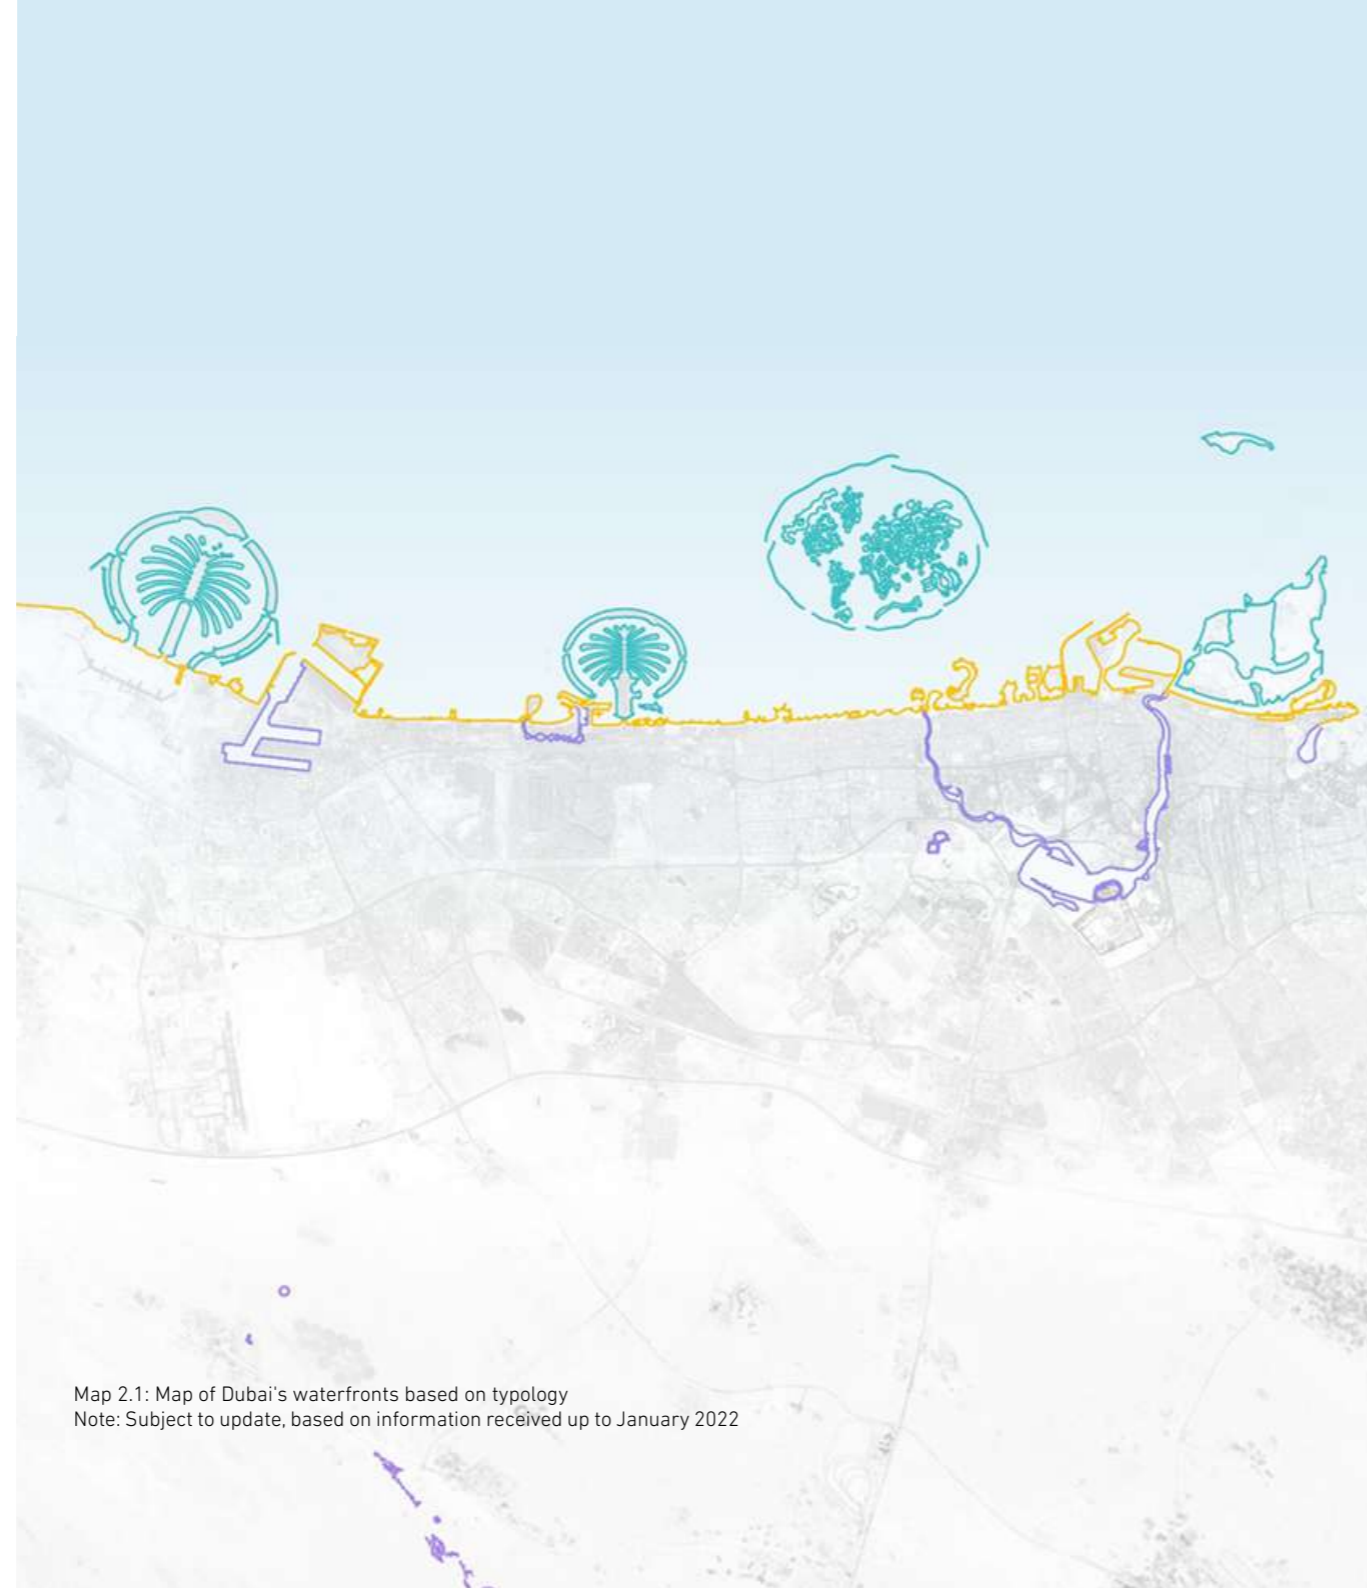 Map 2.1: Map of Dubai's waterfronts based on typology
Note: Subject to update, based on information received up to January 2022